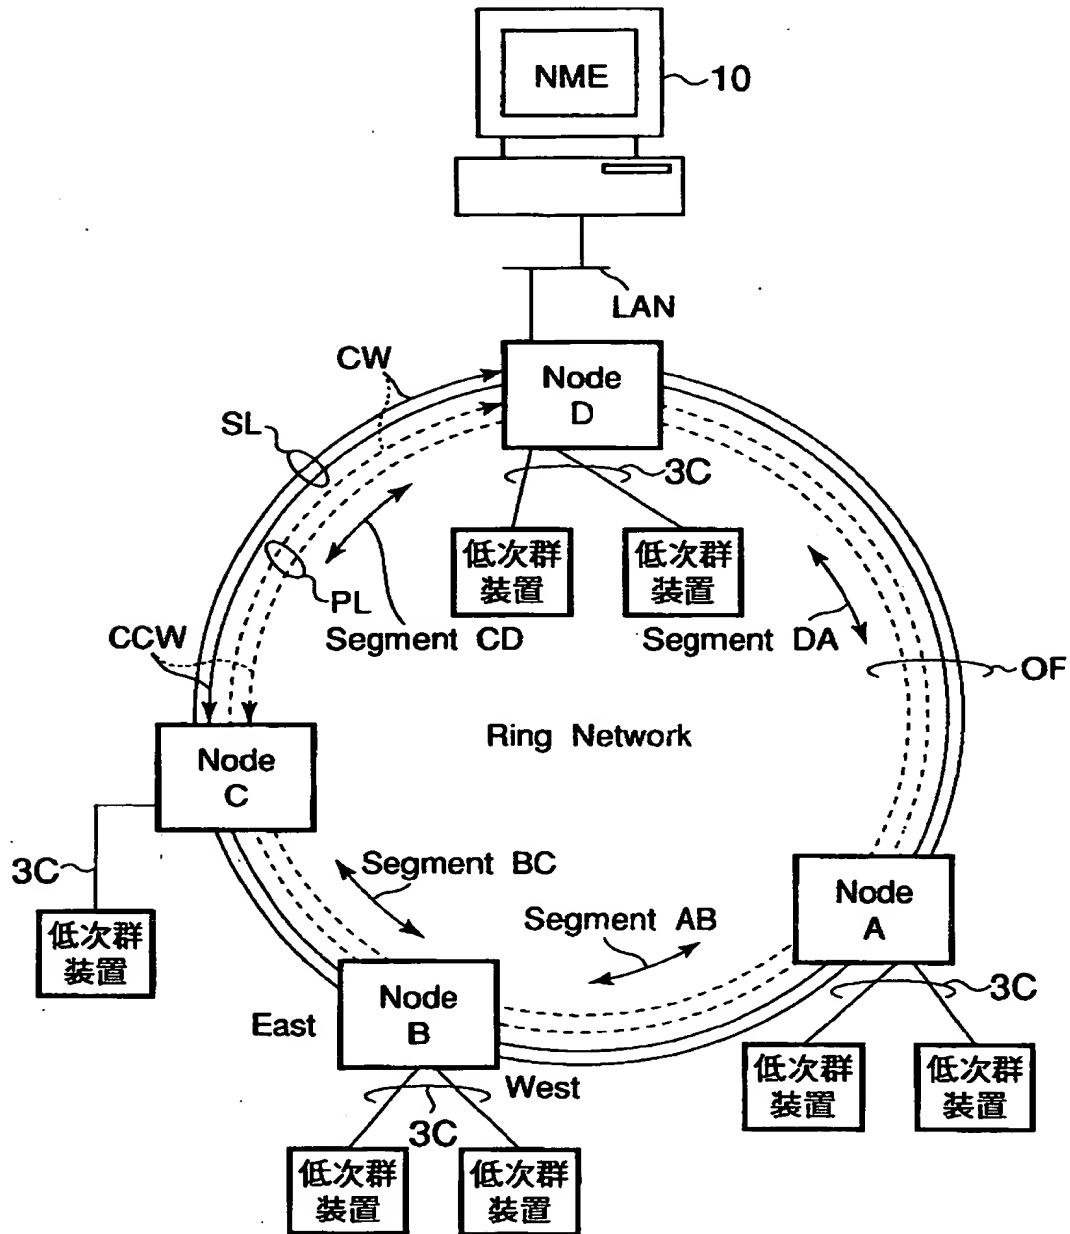 NME
10
LAN
CW
Node
D
SL
3C
低次群
装置
低次群
装置
PL
Segment CD
Segment DA
CCW
OF
Ring Network
Node
C
3C
Segment BC
Segment AB
Node
A
低次群
装置
3C
Node
B
East
West
低次群
装置
低次群
装置
3C
低次群
装置
低次群
装置